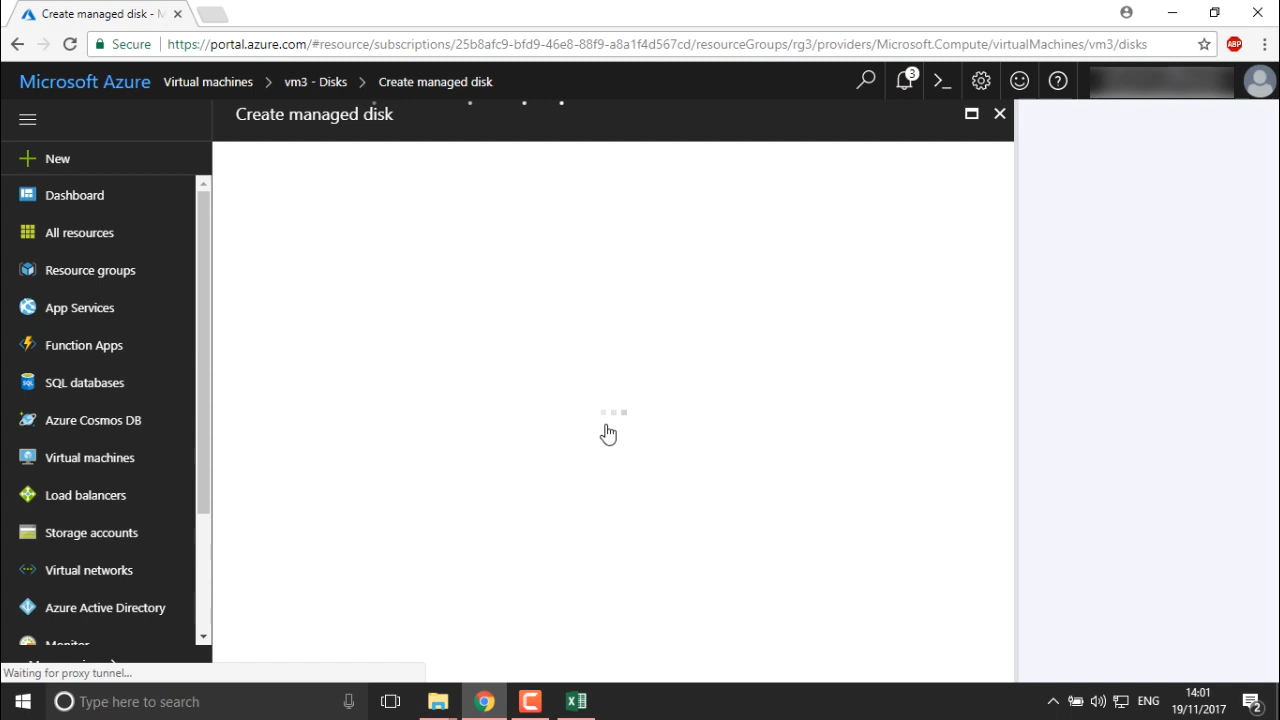 Create managed disk - M
Secure
https://portal.azure.com/#resource/subscriptions/25b8afc9-bfd9-46e8-88f9-a8a1f4d567cd/resourceGroups/rg3/providers/Microsoft.Compute/virtualMachines/vm3/disks
ABP
Microsoft Azure Virtual machines > vm3 - Disks > Create managed disk
3
Create managed disk
New
Dashboard
All resources
Resource groups
App Services
Function Apps
SQL databases
Azure Cosmos DB
Virtual machines
Load balancers
Storage accounts
Virtual networks
Azure Active Directory
Monitor
Waiting for proxy tunnel...
Type here to search
ENG
14:01
19/11/2017
2